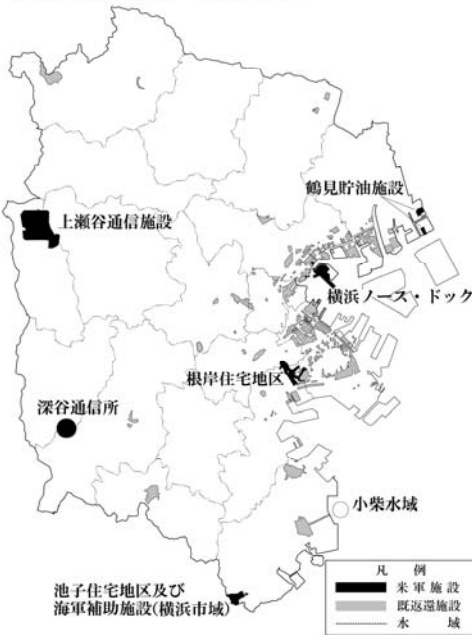 鶴見貯油施設
上瀬谷通信施設
横浜ノース・ドック
根岸住宅地区
深谷通信所
小柴水域
池子住宅地区及び
海軍補助施設(横浜市域)
凡 例
米軍施設
既返還施設
水 域